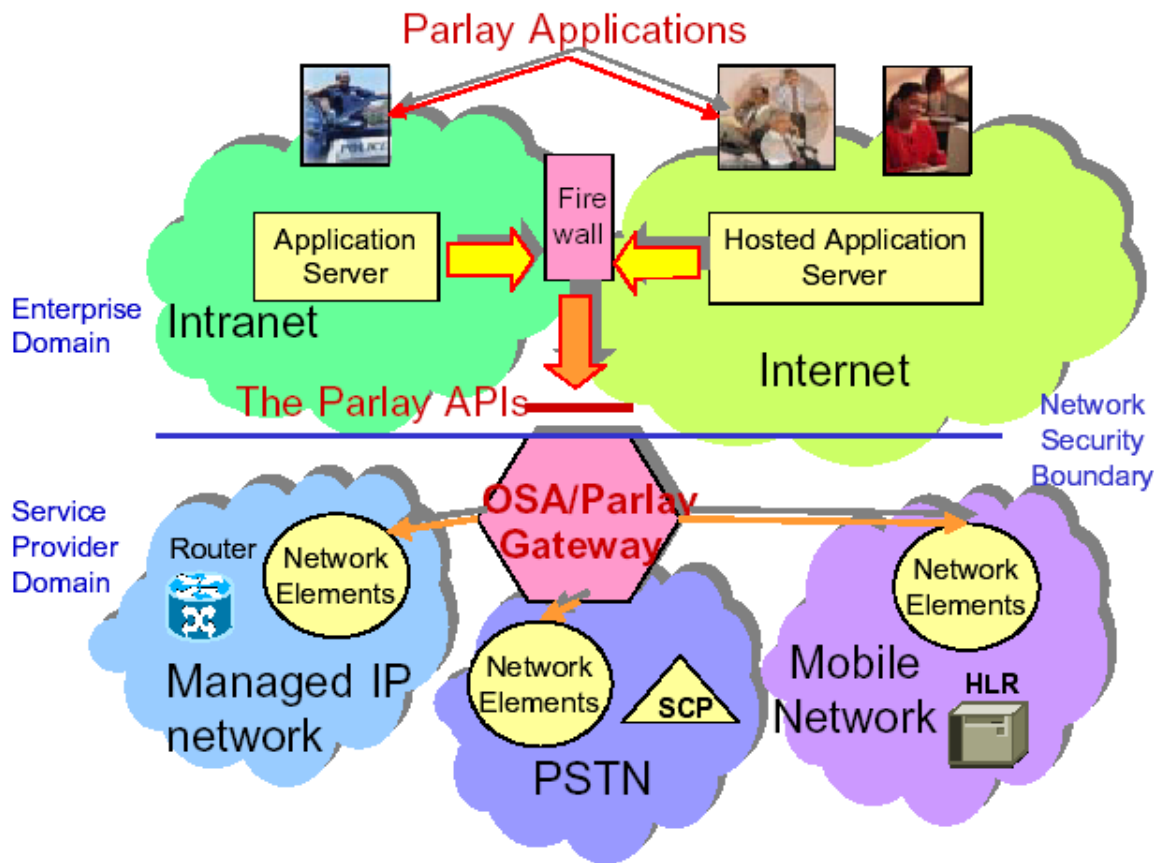 Parlay Applications
POLICE
Fire
wall
Application
Server
Hosted Application
Server
Enterprise
Domain
Intranet
Internet
The Parlay APIs
Network
Security
Boundary
OSA/Parlay
Gateway
Service
Provider
Domain
Router
Network
Elements
Managed IP
network
Network
Elements
SCP
PSTN
Network
Elements
Mobile
Network
HLR